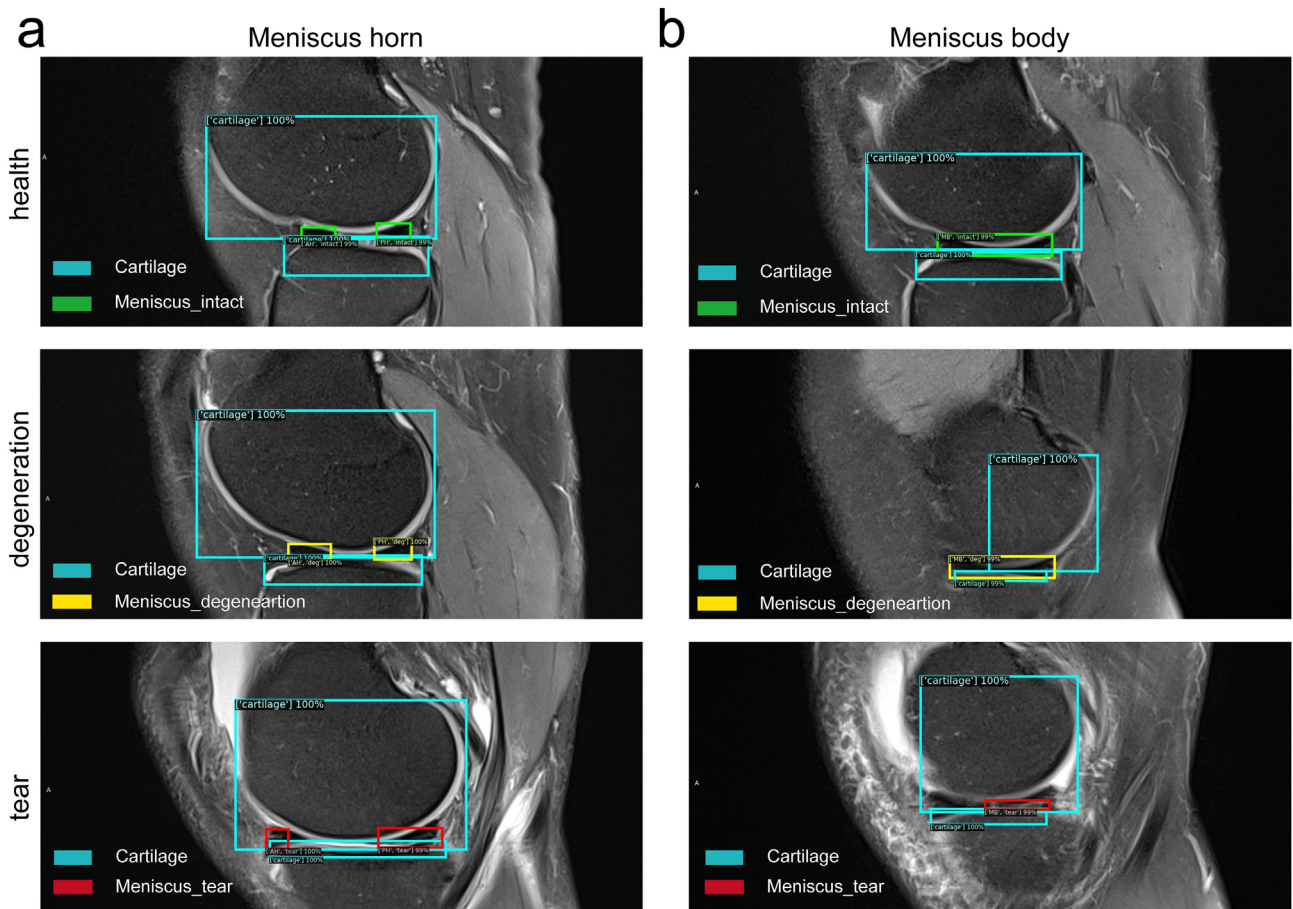 a
Meniscus horn
b
Meniscus body
health
['cartilage'] 100%
A
['cartilage'] 100%
['AH', 'intact'] 99%
['PH', 'intact'] 99%
Cartilage
Meniscus_intact
['cartilage'] 100%
A
['MB', 'intact'] 99%
['cartilage'] 100%
Cartilage
Meniscus_intact
degeneration
['cartilage'] 100%
A
['PH', 'deg'] 100%
['cartilage'] 100%
['AH', 'deg'] 100%
Cartilage
Meniscus_degeneartion
['cartilage'] 100%
A
['MB', 'deg'] 99%
['cartilage'] 99%
Cartilage
Meniscus_degeneartion
tear
['cartilage'] 100%
A
['AH', 'tear'] 100%
['PH', 'tear'] 99%
['cartilage'] 100%
Cartilage
Meniscus_tear
['cartilage'] 100%
A
['MB', 'tear'] 99%
['cartilage'] 100%
Cartilage
Meniscus_tear